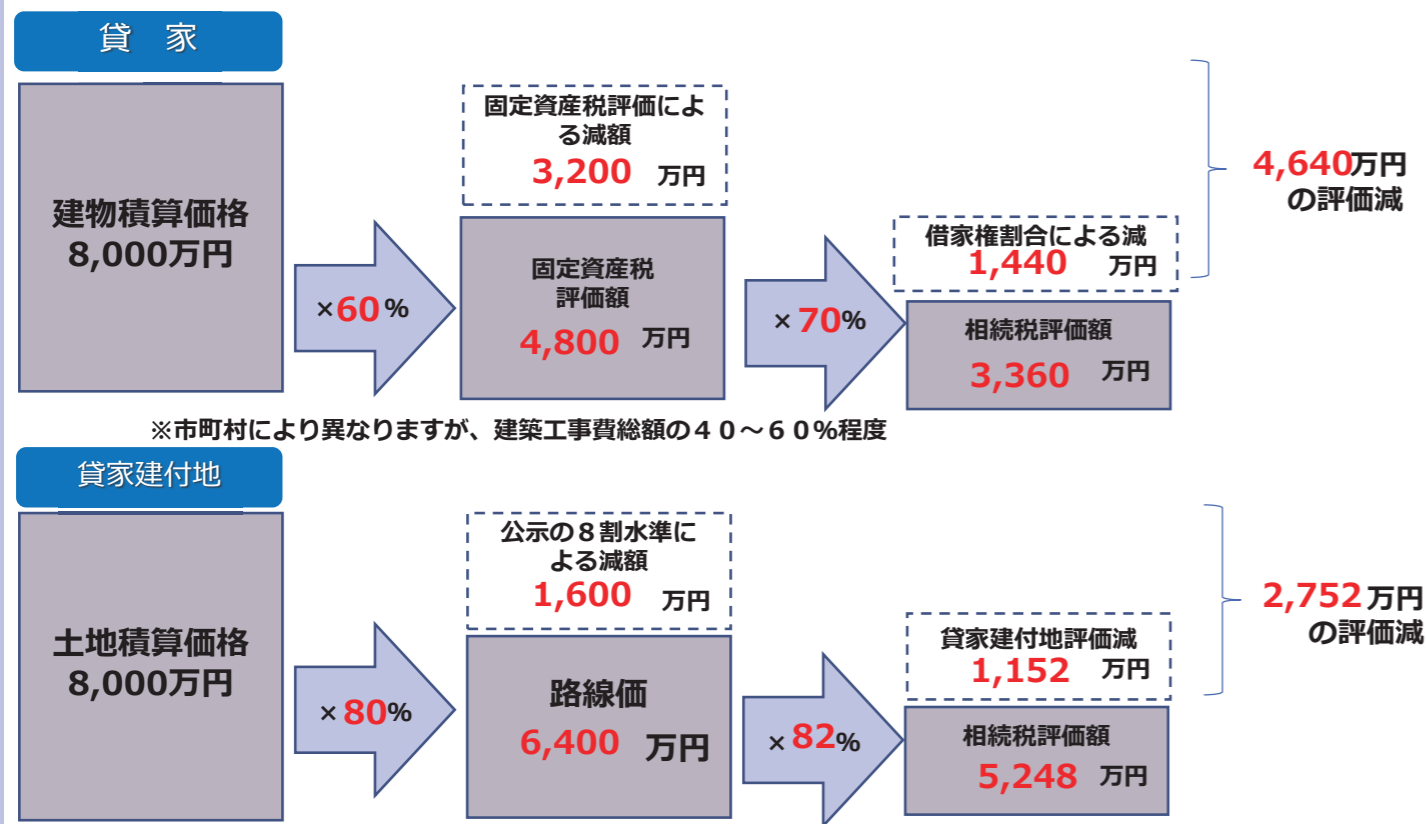 貸　家
建物積算価格
8,000万円
×60%
固定資産税評価によ
る減額
3,200 万円
固定資産税
評価額
4,800 万円
×70%
借家権割合による減
1,440 万円
相続税評価額
3,360 万円
4,640万円
の評価減
※市町村により異なりますが、建築工事費総額の４０～６０%程度
貸家建付地
土地積算価格
8,000万円
×80%
公示の８割水準に
よる減額
1,600 万円
路線価
6,400 万円
×82%
貸家建付地評価減
1,152 万円
相続税評価額
5,248 万円
2,752万円
の評価減